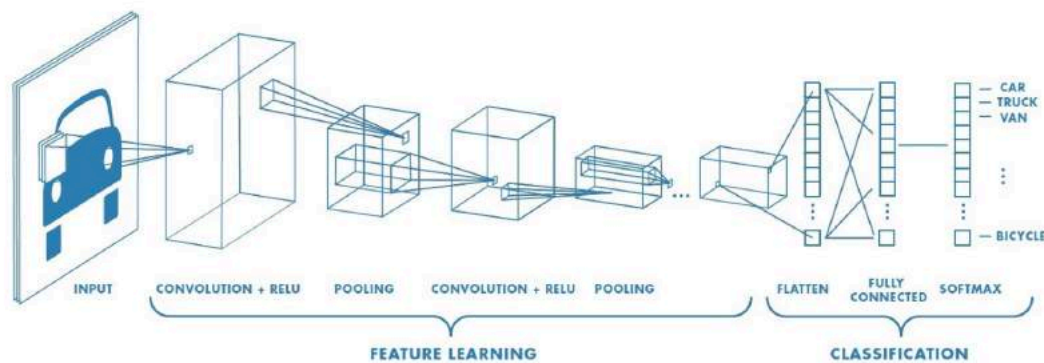 CAR
TRUCK
VAN
BICYCLE
INPUT
CONVOLUTION + RELU
POOLING
CONVOLUTION + RELU
POOLING
FLATTEN
FULLY
CONNECTED
SOFTMAX
FEATURE LEARNING
CLASSIFICATION